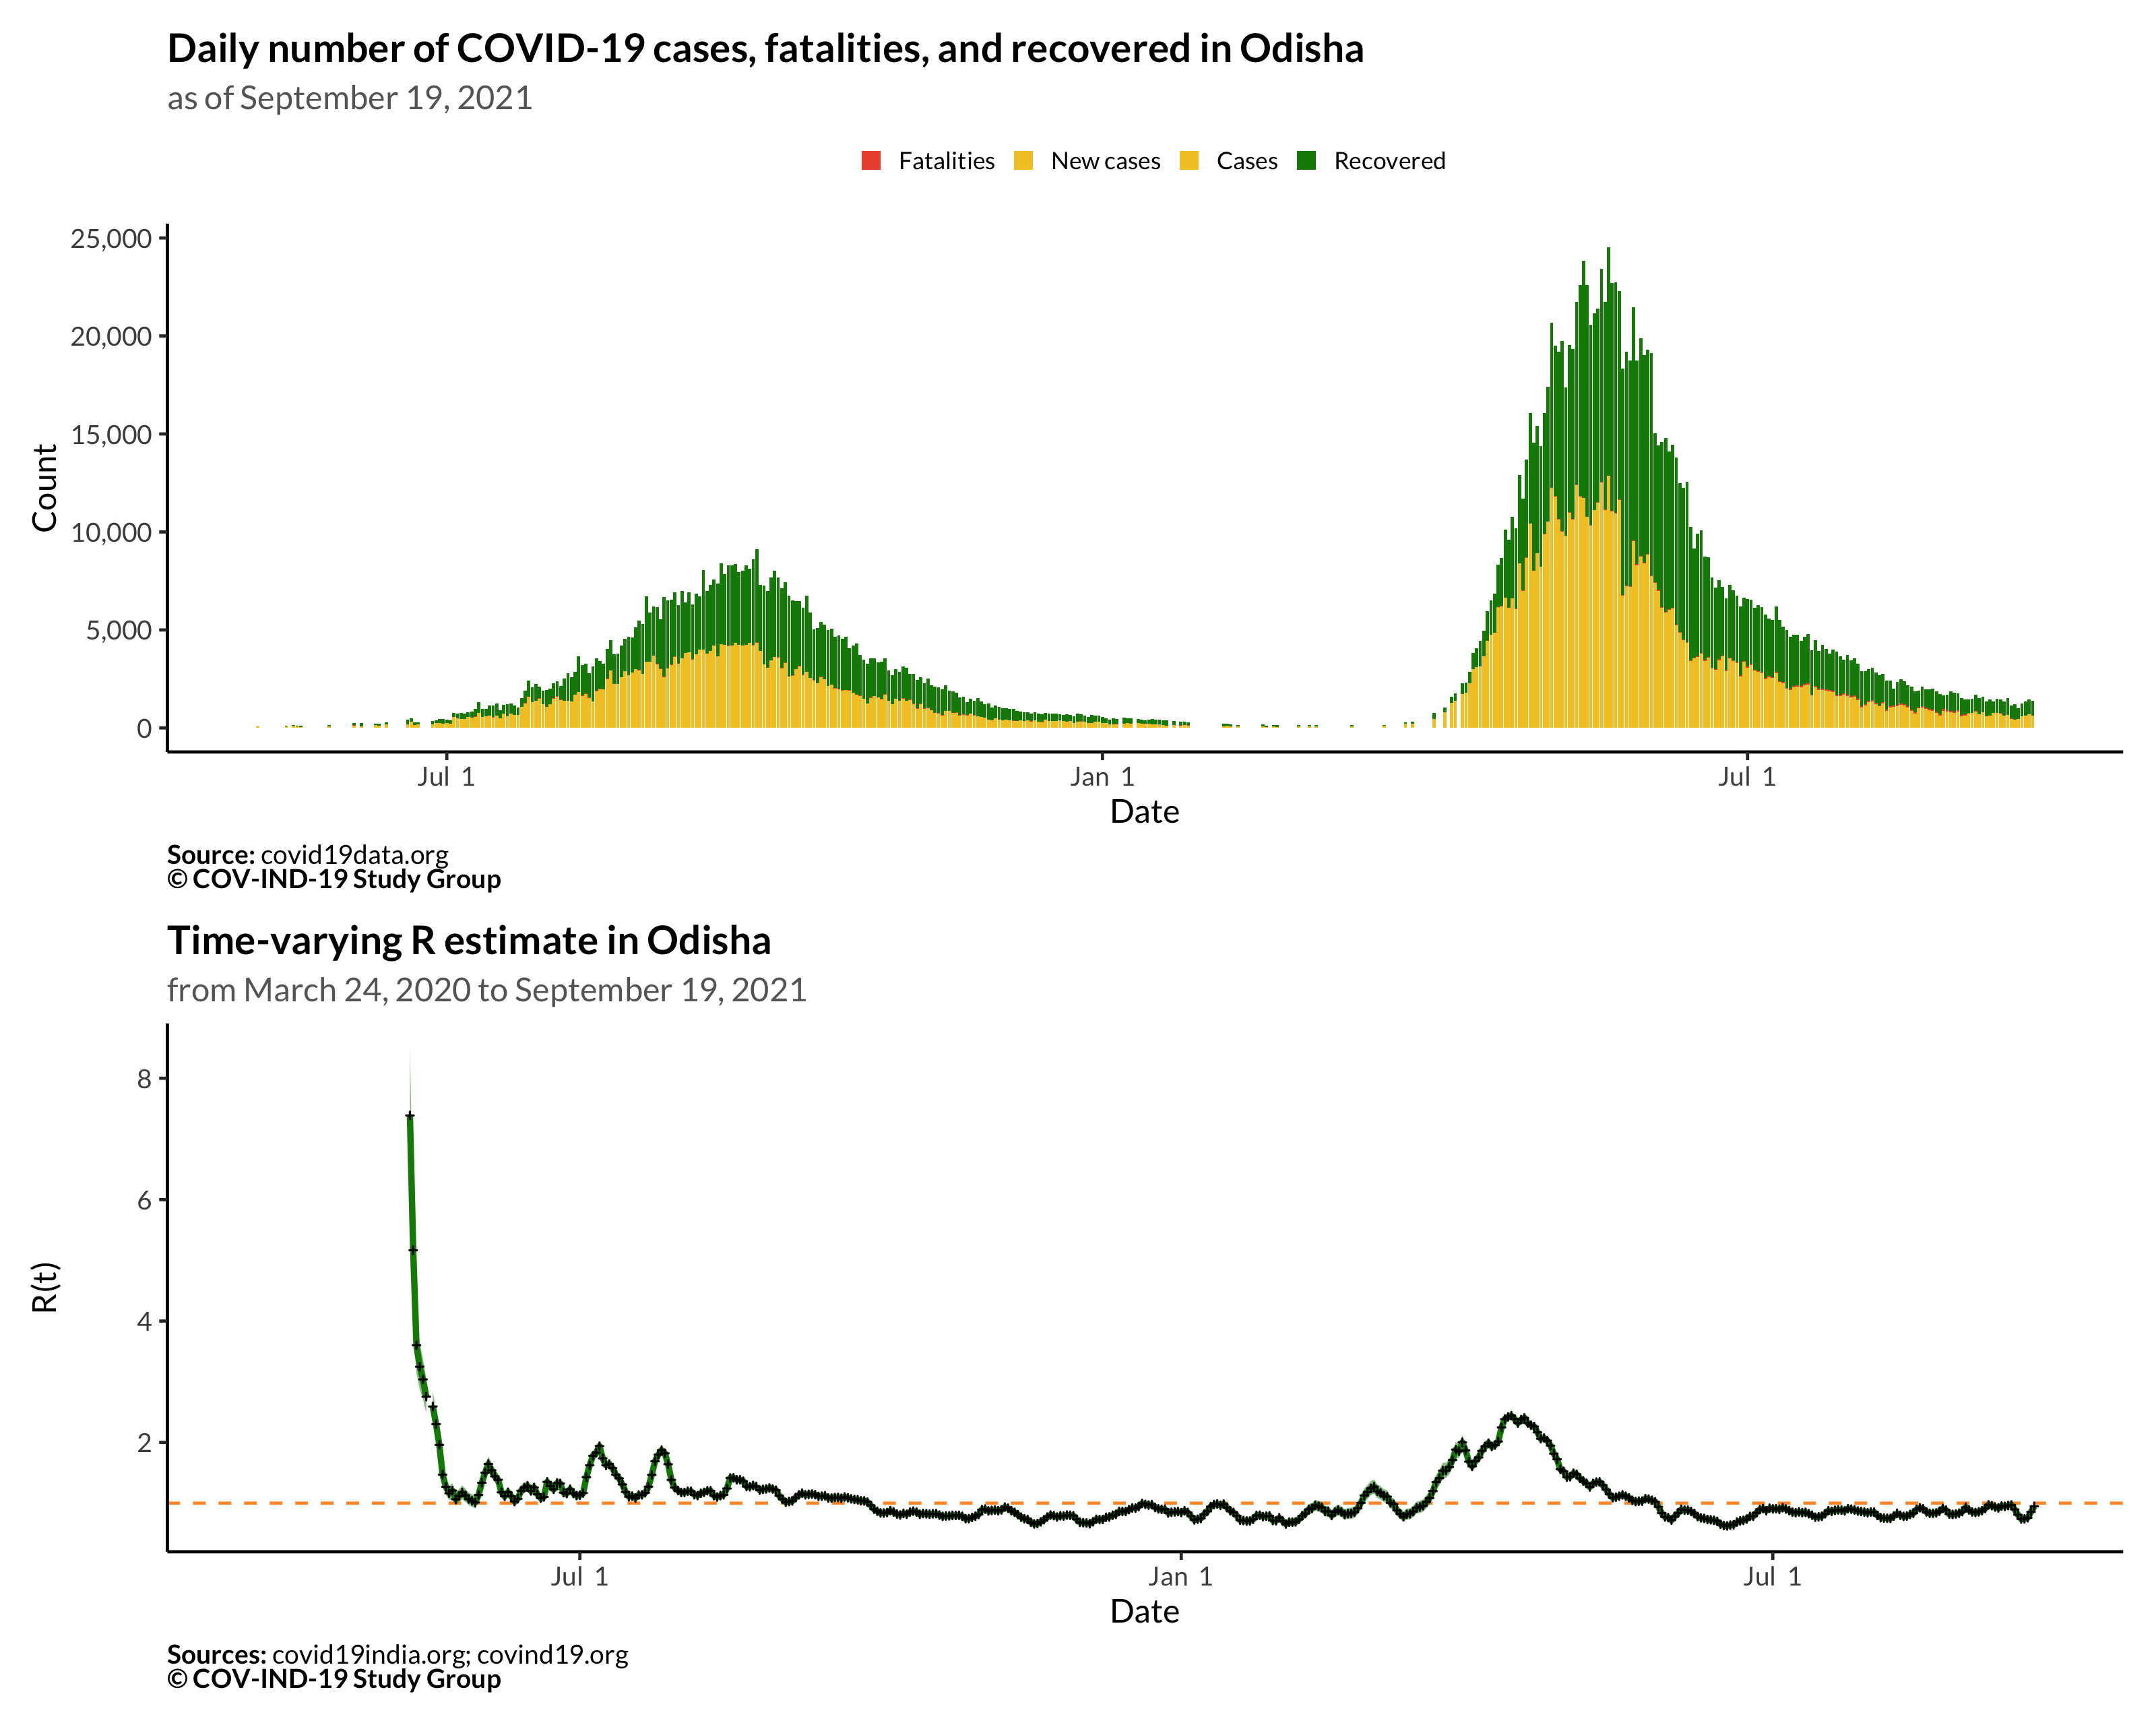 Daily number of COVID-19 cases, fatalities, and recovered in Odisha
as of September 19, 2021
Fatalities New cases Cases Recovered
25,000
20,000
15,000
10,000
5,000
0
Count
Jul 1 Jan 1 Jul 1
Date
Source: covid19data.org
© COV-IND-19 Study Group
Time-varying R estimate in Odisha
from March 24, 2020 to September 19, 2021
8
6
4
2
R(t)
Jul 1 Jan 1 Jul 1
Date
Sources: covid19india.org; covind19.org
© COV-IND-19 Study Group